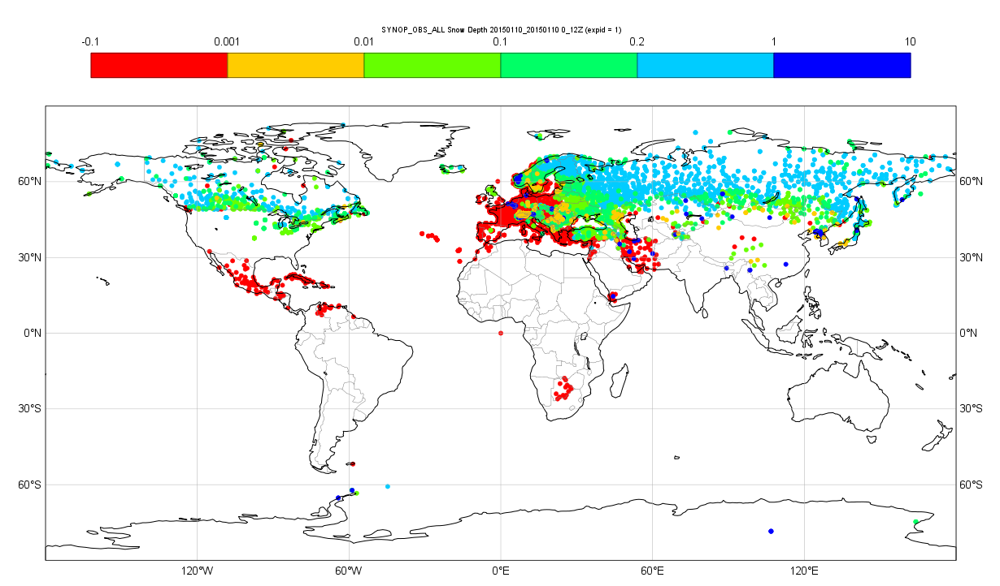 SYNOP_OBS_ALL Snow Depth 20150110_20150110 0_12Z (expid = 1)
-0.1 0.001 0.01 0.1 0.2 1 10
60°N 60°N
30°N 30°N
0°N 0°N
30°S 30°S
60°S 60°S
120°W 60°W 0°E 60°E 120°E